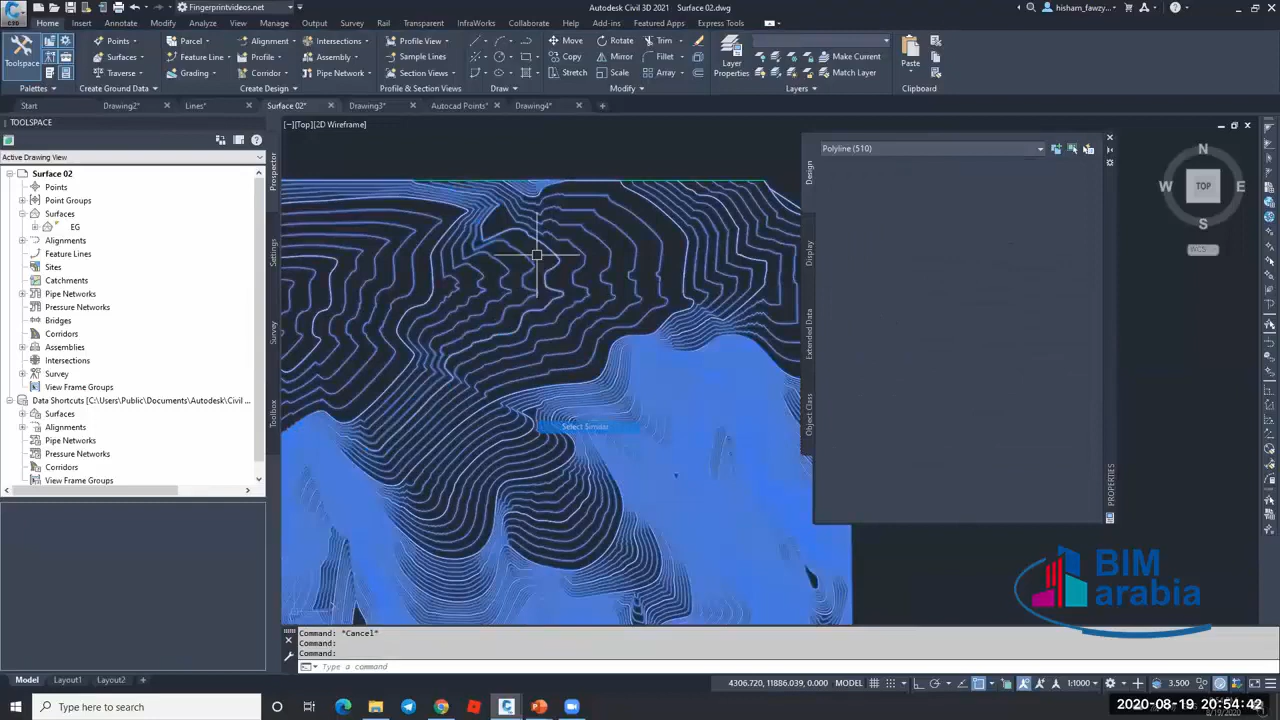 C3D
Fingerprintvideos.net
Autodesk Civil 3D 2021 Surface 02.dwg
hisham_fawzy...
Home Insert Annotate Modify Analyze View Manage Output Survey Rail Transparent InfraWorks Collaborate Help Add-ins Featured Apps Express Tools
Toolspace
Points
Surfaces
Traverse
Parcel
Feature Line
Grading
Alignment
Profile
Corridor
Intersections
Assembly
Pipe Network
Profile View
Sample Lines
Section Views
Move
Copy
Stretch
Rotate
Mirror
Scale
Trim
Fillet
Array
Layer
Properties
Make Current
Match Layer
Paste
Palettes Create Ground Data Create Design Profile & Section Views Draw Modify Layers Clipboard
Start Drawing2* Lines* Surface 02* Drawing3* Autocad Points* Drawing4*
TOOLSPACE
Active Drawing View
Surface 02
Points
Point Groups
Surfaces
EG
Alignments
Feature Lines
Sites
Catchments
Pipe Networks
Pressure Networks
Bridges
Corridors
Assemblies
Intersections
Survey
View Frame Groups
Data Shortcuts [C:\Users\Public\Documents\Autodesk\Civil ...
Surfaces
Alignments
Pipe Networks
Pressure Networks
Corridors
View Frame Groups
Prospector
Settings
Survey
Toolbox
[−][Top][2D Wireframe]
Select Similar
Polyline (510)
Design
Display
Extended Data
Object Class
PROPERTIES
N
W TOP E
S
WCS
BIM
arabia
Command: *Cancel*
Command:
Command:
Type a command
Model Layout1 Layout2
4306.720, 11886.039, 0.000 MODEL 1:1000 3.500
Type here to search
2020-08-19 20:54:42